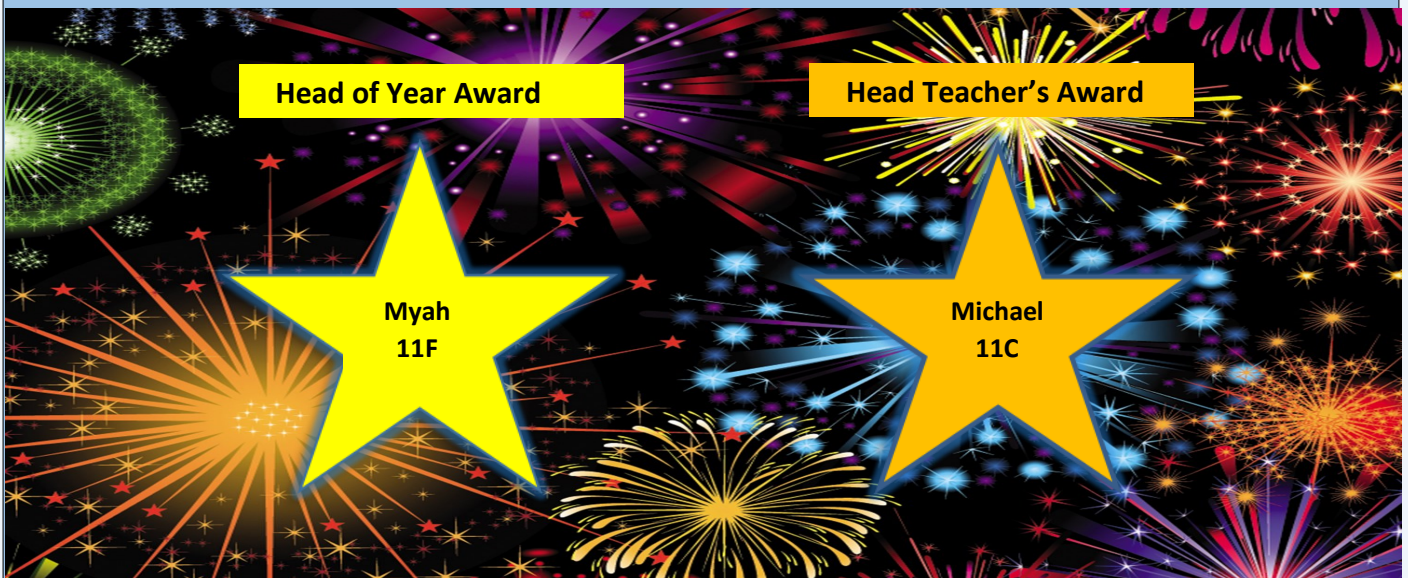 Head of Year Award
Myah
11F
Head Teacher’s Award
Michael
11C